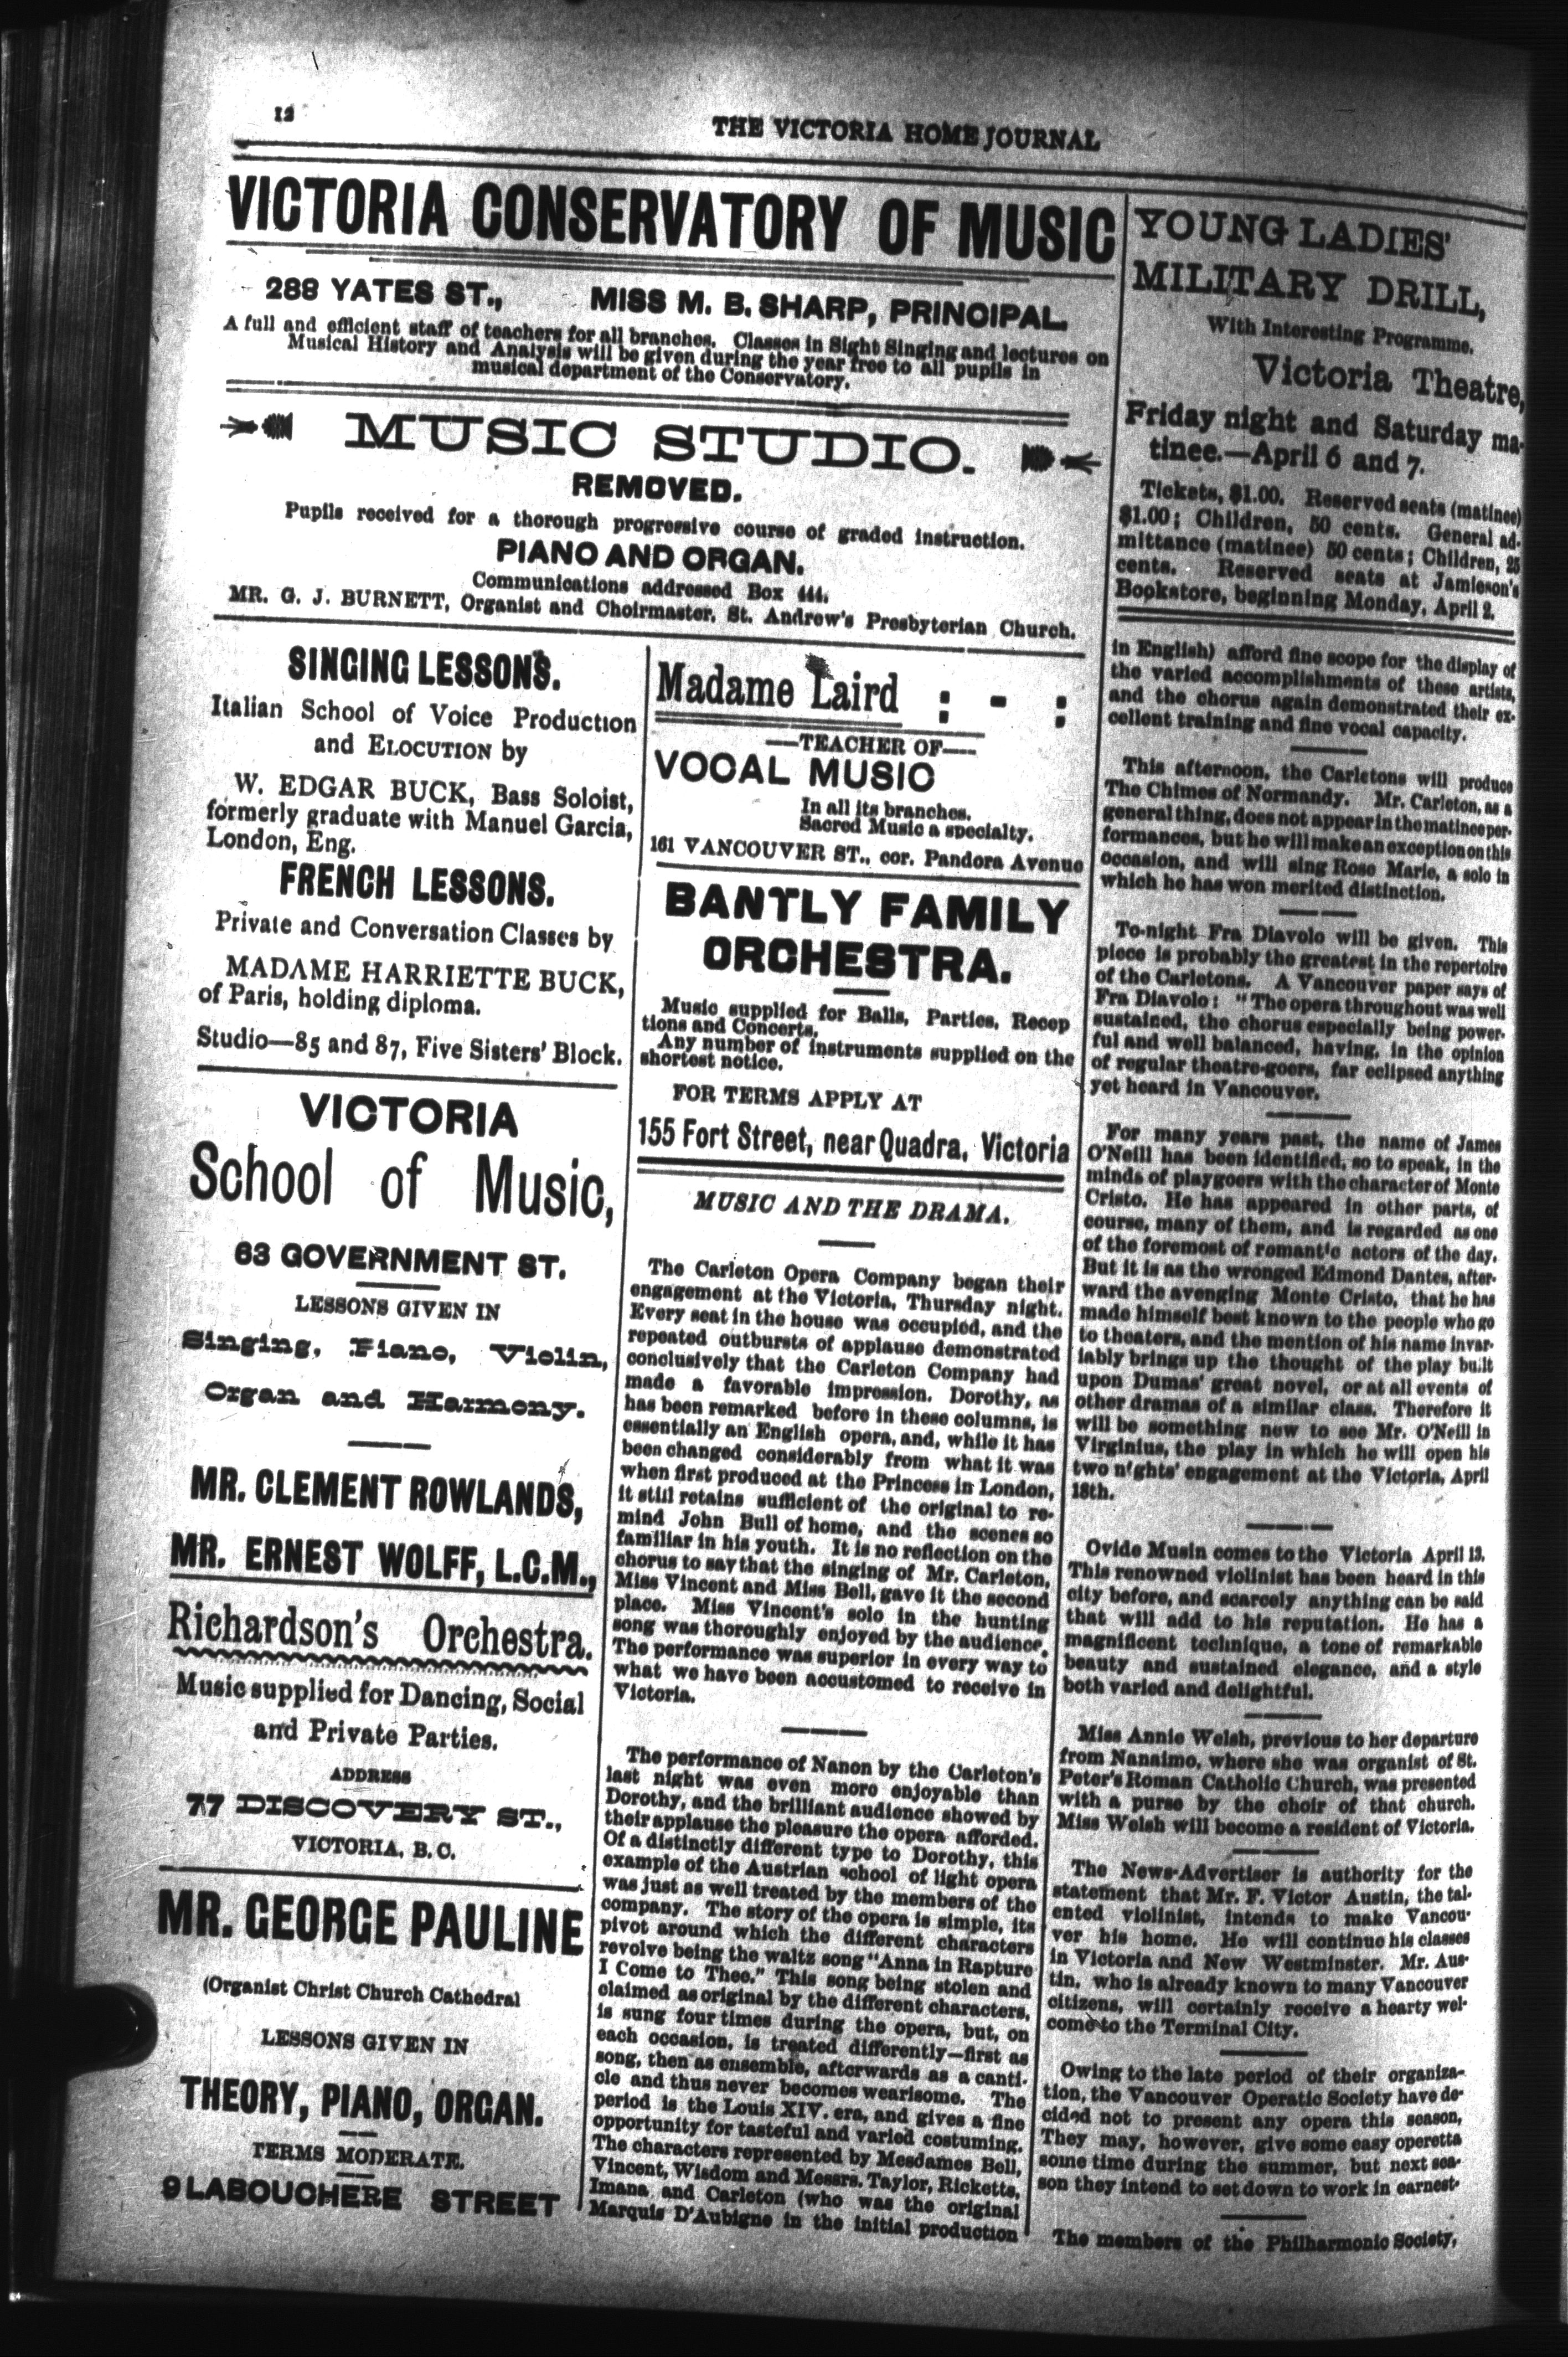 12
THE VICTORIA HOME JOURNAL
VICTORIA CONSERVATORY OF MUSIC
288 YATES ST., MISS M. B. SHARP, PRINCIPAL.
A full and efficient staff of teachers for all branches. Classes in Sight Singing and lectures on
Musical History and Analysis will be given during the year free to all pupils in
musical department of the Conservatory.
MUSIC STUDIO.
REMOVED.
Pupils received for a thorough progressive course of graded instruction.
PIANO AND ORGAN.
Communications addressed Box 444.
MR. G. J. BURNETT, Organist and Choirmaster, St. Andrew's Presbyterian Church.
SINGING LESSONS.
Italian School of Voice Production
and ELOCUTION by
W. EDGAR BUCK, Bass Soloist,
formerly graduate with Manuel Garcia,
London, Eng.
FRENCH LESSONS.
Private and Conversation Classes by
MADAME HARRIETTE BUCK,
of Paris, holding diploma.
Studio—85 and 87, Five Sisters' Block.
VICTORIA
School of Music,
63 GOVERNMENT ST.
LESSONS GIVEN IN
Singing, Piano, Violin,
Organ and Harmony.
MR. CLEMENT ROWLANDS,
MR. ERNEST WOLFF, L.C.M.,
Richardson's Orchestra.
Music supplied for Dancing, Social
and Private Parties.
ADDRESS
77 DISCOVERY ST.,
VICTORIA, B. C.
MR. GEORGE PAULINE
(Organist Christ Church Cathedral
LESSONS GIVEN IN
THEORY, PIANO, ORGAN.
TERMS MODERATE.
9 LABOUCHERE STREET
Madame Laird : - :
—TEACHER OF—
VOCAL MUSIC
In all its branches.
Sacred Music a specialty.
161 VANCOUVER ST., cor. Pandora Avenue
BANTLY FAMILY
ORCHESTRA.
Music supplied for Balls, Parties, Recep
tions and Concerts.
Any number of instruments supplied on the
shortest notice.
FOR TERMS APPLY AT
155 Fort Street, near Quadra, Victoria
MUSIC AND THE DRAMA.
The Carleton Opera Company began their
engagement at the Victoria, Thursday night.
Every seat in the house was occupied, and the
repeated outbursts of applause demonstrated
conclusively that the Carleton Company had
made a favorable impression. Dorothy, as
has been remarked before in these columns, is
essentially an English opera, and, while it has
been changed considerably from what it was
when first produced at the Princess in London,
it still retains sufficient of the original to re-
mind John Bull of home, and the scenes so
familiar in his youth. It is no reflection on the
chorus to say that the singing of Mr. Carleton,
Miss Vincent and Miss Bell, gave it the second
place. Miss Vincent's solo in the hunting
song was thoroughly enjoyed by the audience.
The performance was superior in every way to
what we have been accustomed to receive in
Victoria.
The performance of Nanon by the Carleton's
last night was even more enjoyable than
Dorothy, and the brilliant audience showed by
their applause the pleasure the opera afforded.
Of a distinctly different type to Dorothy, this
example of the Austrian school of light opera
was just as well treated by the members of the
company. The story of the opera is simple, its
pivot around which the different characters
revolve being the waltz song "Anna in Rapture
I Come to Thee." This song being stolen and
claimed as original by the different characters,
is sung four times during the opera, but, on
each occasion, is treated differently—first as
song, then as ensemble, afterwards as a canti-
cle and thus never becomes wearisome. The
period is the Louis XIV. era, and gives a fine
opportunity for tasteful and varied costuming.
The characters represented by Mesdames Bell,
Vincent, Wisdom and Messrs. Taylor, Ricketts,
Imana and Carleton (who was the original
Marquis D'Aubigne in the initial production
YOUNG LADIES'
MILITARY DRILL,
With Interesting Programme.
Victoria Theatre,
Friday night and Saturday ma-
tinee.—April 6 and 7.
Tickets, $1.00. Reserved seats (matinee)
$1.00; Children, 50 cents. General ad-
mittance (matinee) 50 cents; Children, 25
cents. Reserved seats at Jamieson's
Bookstore, beginning Monday, April 2.
in English) afford fine scope for the display of
the varied accomplishments of these artists,
and the chorus again demonstrated their ex-
cellent training and fine vocal capacity.
This afternoon, the Carletons will produce
The Chimes of Normandy. Mr. Carleton, as a
general thing, does not appear in the matinee per-
formances, but he will make an exception on this
occasion, and will sing Rose Marie, a solo in
which he has won merited distinction.
To-night Fra Diavolo will be given. This
piece is probably the greatest in the repertoire
of the Carletons. A Vancouver paper says of
Fra Diavolo: "The opera throughout was well
sustained, the chorus especially being power-
ful and well balanced, having, in the opinion
of regular theatre-goers, far eclipsed anything
yet heard in Vancouver.
For many years past, the name of James
O'Neill has been identified, so to speak, in the
minds of playgoers with the character of Monte
Cristo. He has appeared in other parts, of
course, many of them, and is regarded as one
of the foremost of romantic actors of the day.
But it is as the wronged Edmond Dantes, after-
ward the avenging Monte Cristo, that he has
made himself best known to the people who go
to theaters, and the mention of his name invar-
iably brings up the thought of the play built
upon Dumas' great novel, or at all events of
other dramas of a similar class. Therefore it
will be something new to see Mr. O'Neill in
Virginius, the play in which he will open his
two nights' engagement at the Victoria, April
18th.
Ovide Musin comes to the Victoria April 13.
This renowned violinist has been heard in this
city before, and scarcely anything can be said
that will add to his reputation. He has a
magnificent technique, a tone of remarkable
beauty and sustained elegance, and a style
both varied and delightful.
Miss Annie Welsh, previous to her departure
from Nanaimo, where she was organist of St.
Peter's Roman Catholic Church, was presented
with a purse by the choir of that church.
Miss Welsh will become a resident of Victoria.
The News-Advertiser is authority for the
statement that Mr. F. Victor Austin, the tal-
ented violinist, intends to make Vancou-
ver his home. He will continue his classes
in Victoria and New Westminster. Mr. Aus-
tin, who is already known to many Vancouver
citizens, will certainly receive a hearty wel-
come to the Terminal City.
Owing to the late period of their organiza-
tion, the Vancouver Operatic Society have de-
cided not to present any opera this season.
They may, however, give some easy operetta
some time during the summer, but next sea-
son they intend to set down to work in earnest-
The members of the Philharmonic Society,